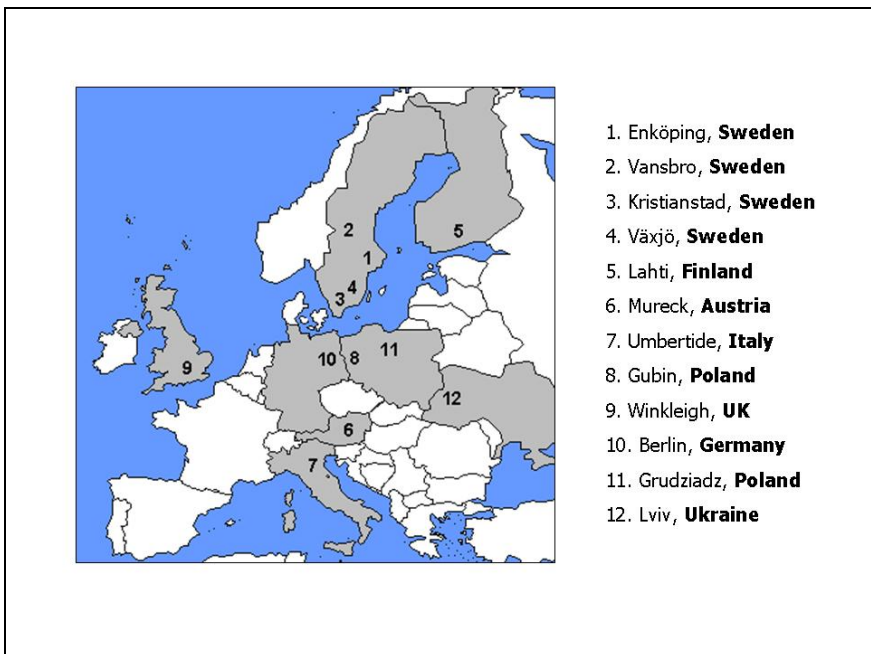 1. Enköping, Sweden
2. Vansbro, Sweden
3. Kristianstad, Sweden
4. Växjö, Sweden
5. Lahti, Finland
6. Mureck, Austria
7. Umbertide, Italy
8. Gubin, Poland
9. Winkleigh, UK
10. Berlin, Germany
11. Grudziadz, Poland
12. Lviv, Ukraine
2
5
1
4
3
10
8
11
9
12
6
7